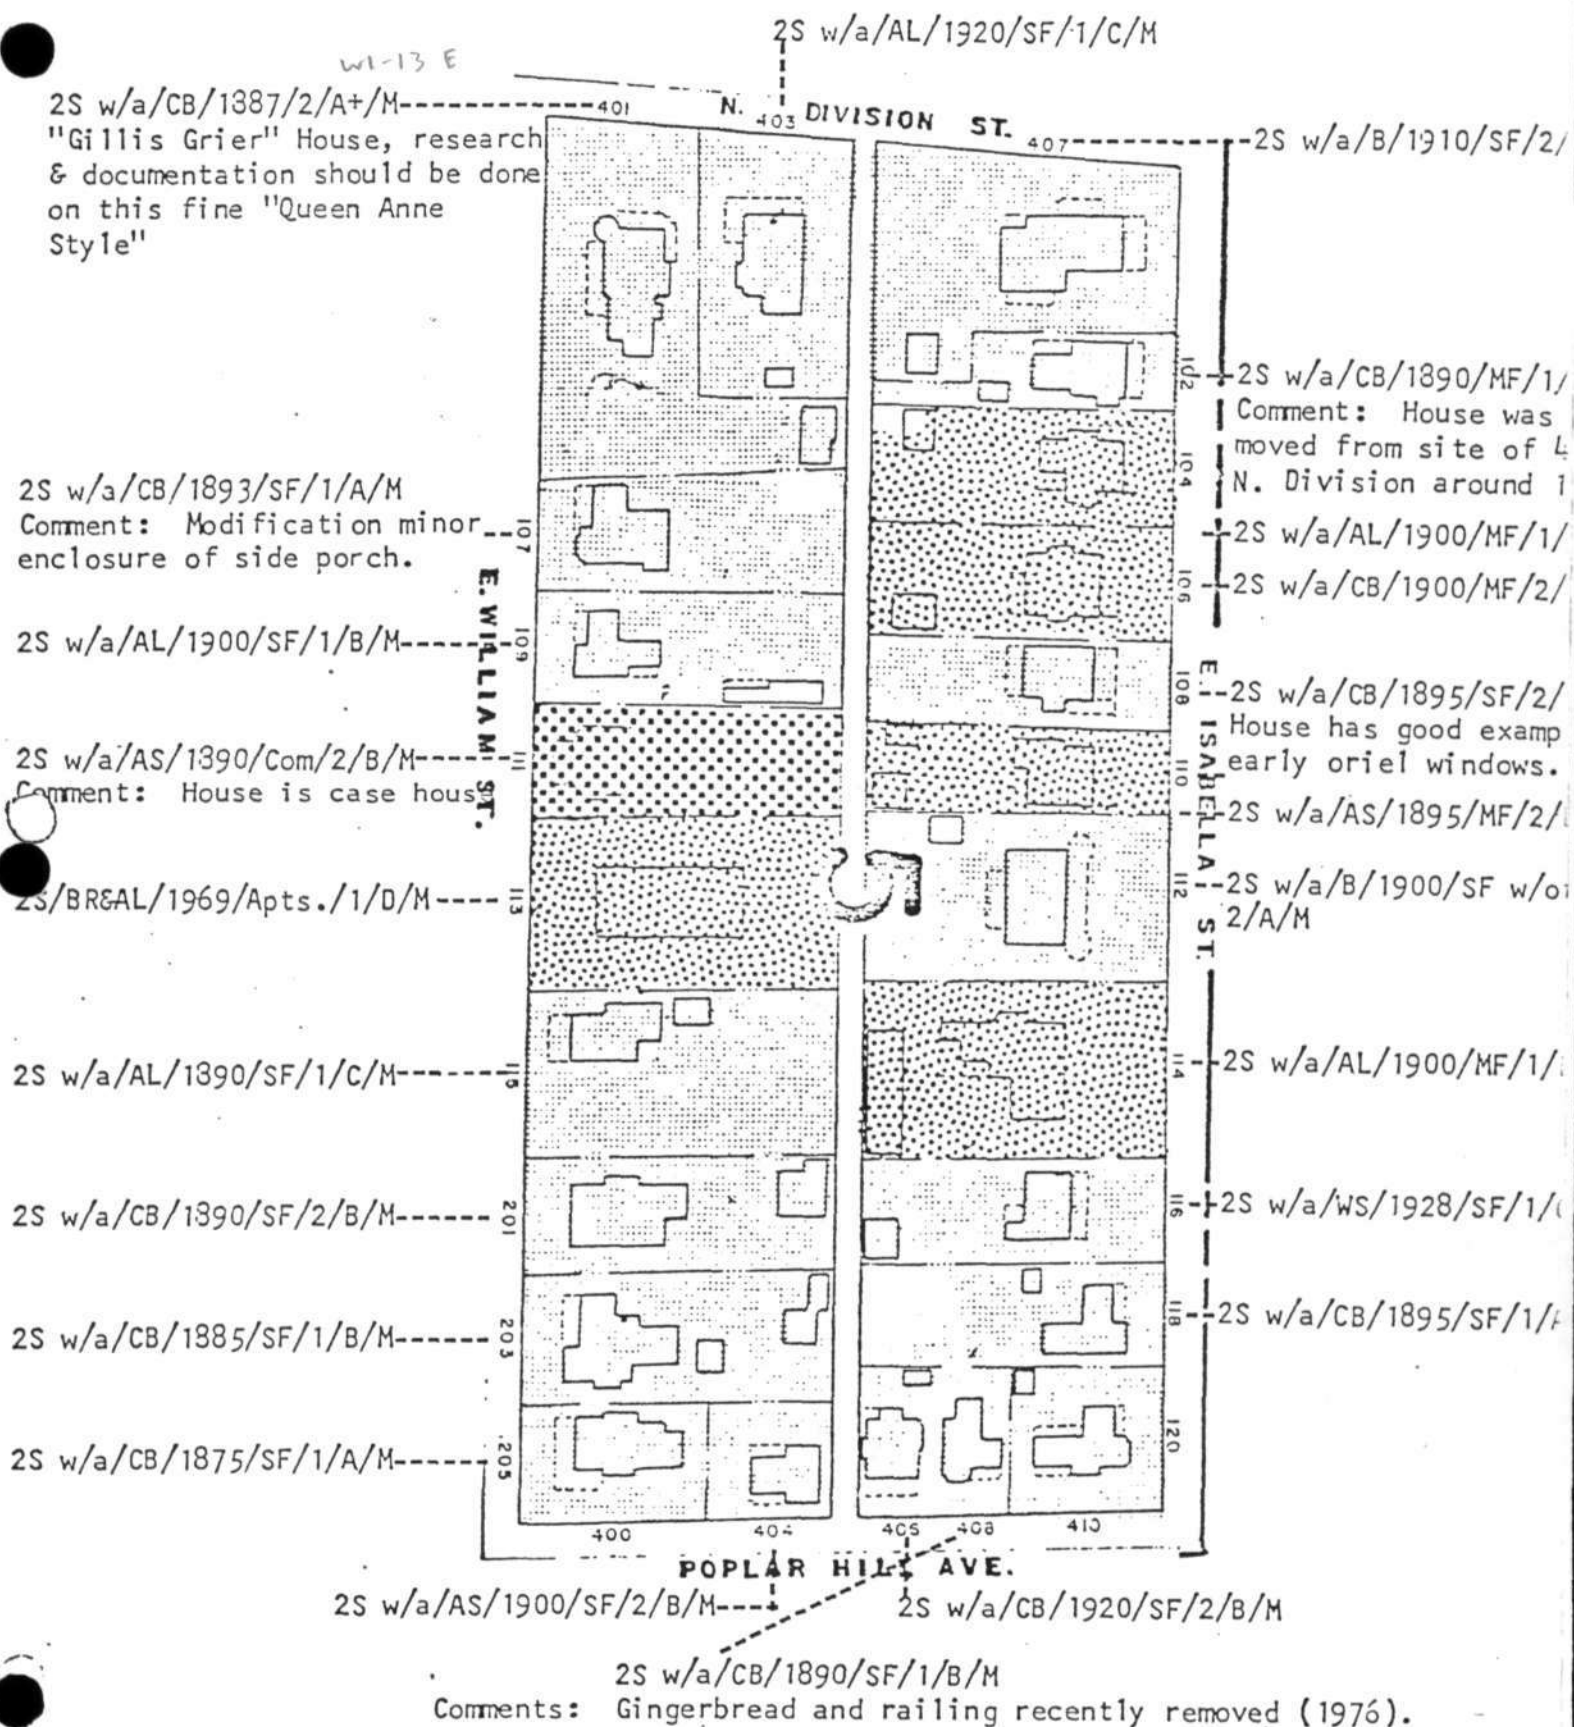 2S w/a/AL/1920/SF/1/C/M
W1-13 E
2S w/a/CB/1887/2/A+/M
"Gillis Grier" House, research
& documentation should be done
on this fine "Queen Anne
Style"
401
N. DIVISION ST.
403
407
2S w/a/B/1910/SF/2/
102
2S w/a/CB/1890/MF/1/
Comment: House was
moved from site of 4
N. Division around 1
104
2S w/a/AL/1900/MF/1/
106
2S w/a/CB/1900/MF/2/
2S w/a/CB/1893/SF/1/A/M
Comment: Modification minor
enclosure of side porch.
107
E. WILLIAM ST.
2S w/a/AL/1900/SF/1/B/M
109
108
2S w/a/CB/1895/SF/2/
House has good examp
early oriel windows.
E. ISABELLA ST.
2S w/a/AS/1890/Com/2/B/M
Comment: House is case hous
111
110
2S w/a/AS/1895/MF/2/
2S/BR&AL/1969/Apts./1/D/M
113
112
2S w/a/B/1900/SF w/o
2/A/M
G
2S w/a/AL/1890/SF/1/C/M
115
114
2S w/a/AL/1900/MF/1/
2S w/a/CB/1890/SF/2/B/M
201
116
2S w/a/WS/1928/SF/1/
2S w/a/CB/1885/SF/1/B/M
203
118
2S w/a/CB/1895/SF/1/
2S w/a/CB/1875/SF/1/A/M
205
120
400
404
405
408
410
POPLAR HILL AVE.
2S w/a/AS/1900/SF/2/B/M
2S w/a/CB/1920/SF/2/B/M
2S w/a/CB/1890/SF/1/B/M
Comments: Gingerbread and railing recently removed (1976).